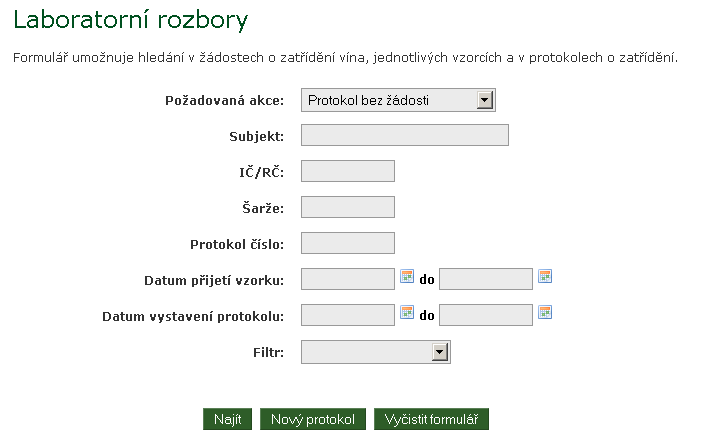 Laboratorní rozbory
Formulář umožnuje hledání v žádostech o zatřídění vína, jednotlivých vzorcích a v protokolech o zatřídění.
Požadovaná akce: Protokol bez žádosti
Subjekt:
IČ/RČ:
Šarže:
Protokol číslo:
Datum přijetí vzorku: do
Datum vystavení protokolu: do
Filtr:
Najít Nový protokol Vyčistit formulář